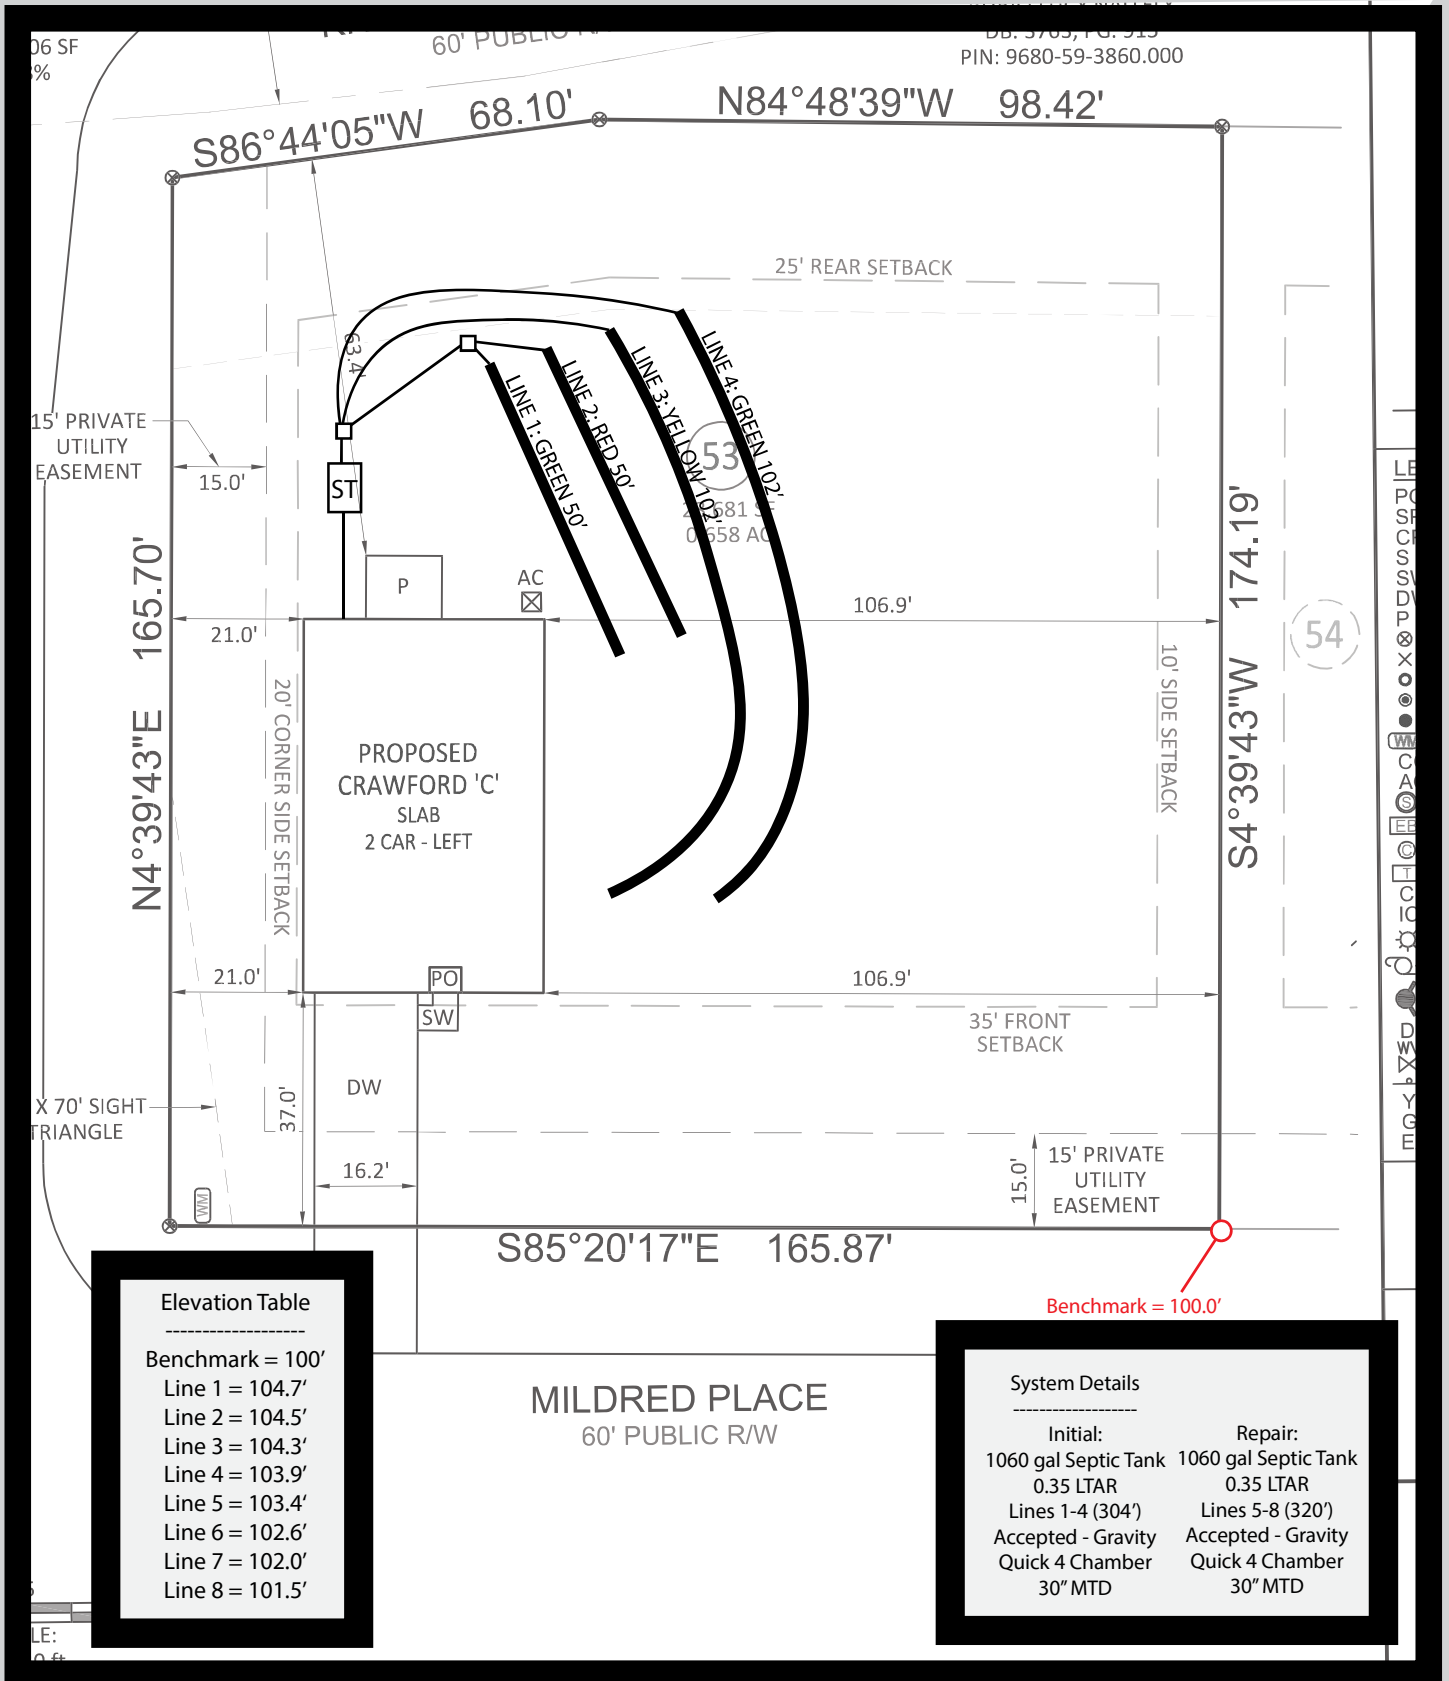 06 SF
60' PUBLIC
PIN: 9680-59-3860.000
S86°44'05"W 68.10'
N84°48'39"W 98.42'
25' REAR SETBACK
63.4'
15' PRIVATE
UTILITY
EASEMENT
15.0'
ST
LINE 1: GREEN 50'
LINE 2: RED 50'
LINE 3: YELLOW 102'
LINE 4: GREEN 102'
53
681 SF
0.658 AC
N4°39'43"E 165.70'
S4°39'43"W 174.19'
P
AC
106.9'
21.0'
54
20' CORNER SIDE SETBACK
10' SIDE SETBACK
PROPOSED
CRAWFORD 'C'
SLAB
2 CAR - LEFT
21.0'
PO
106.9'
SW
35' FRONT
SETBACK
DW
37.0'
X 70' SIGHT
TRIANGLE
16.2'
15.0'
15' PRIVATE
UTILITY
EASEMENT
WM
S85°20'17"E 165.87'
Benchmark = 100.0'
MILDRED PLACE
60' PUBLIC R/W
Elevation Table
-------------------
Benchmark = 100'
Line 1 = 104.7'
Line 2 = 104.5'
Line 3 = 104.3'
Line 4 = 103.9'
Line 5 = 103.4'
Line 6 = 102.6'
Line 7 = 102.0'
Line 8 = 101.5'
System Details
-------------------
Initial:
1060 gal Septic Tank
0.35 LTAR
Lines 1-4 (304')
Accepted - Gravity
Quick 4 Chamber
30" MTD
Repair:
1060 gal Septic Tank
0.35 LTAR
Lines 5-8 (320')
Accepted - Gravity
Quick 4 Chamber
30" MTD